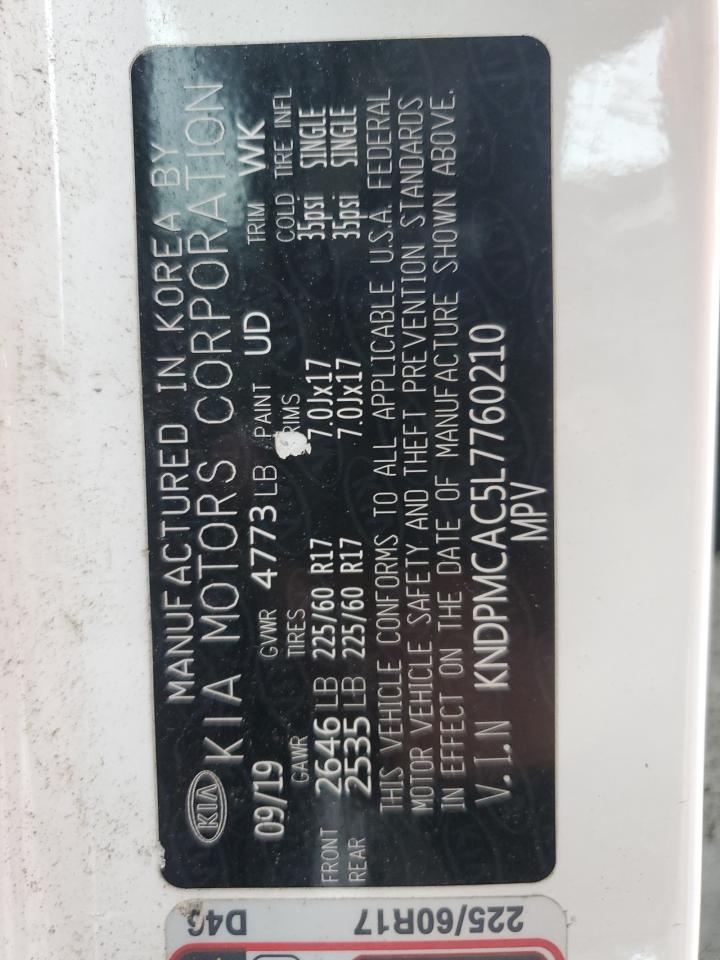 MANUFACTURED IN KOREA BY
KIA KIA MOTORS CORPORATION
09/19 GVWR 4773 LB PAINT UD TRIM WK
GAWR TIRES RIMS COLD TIRE INFL
FRONT 2646 LB 225/60 R17 7.0Jx17 35psi SINGLE
REAR 2535 LB 225/60 R17 7.0Jx17 35psi SINGLE
THIS VEHICLE CONFORMS TO ALL APPLICABLE U.S.A. FEDERAL
MOTOR VEHICLE SAFETY AND THEFT PREVENTION STANDARDS
IN EFFECT ON THE DATE OF MANUFACTURE SHOWN ABOVE.
V.I.N KNDPMCAC5L7760210
MPV
225/60R17